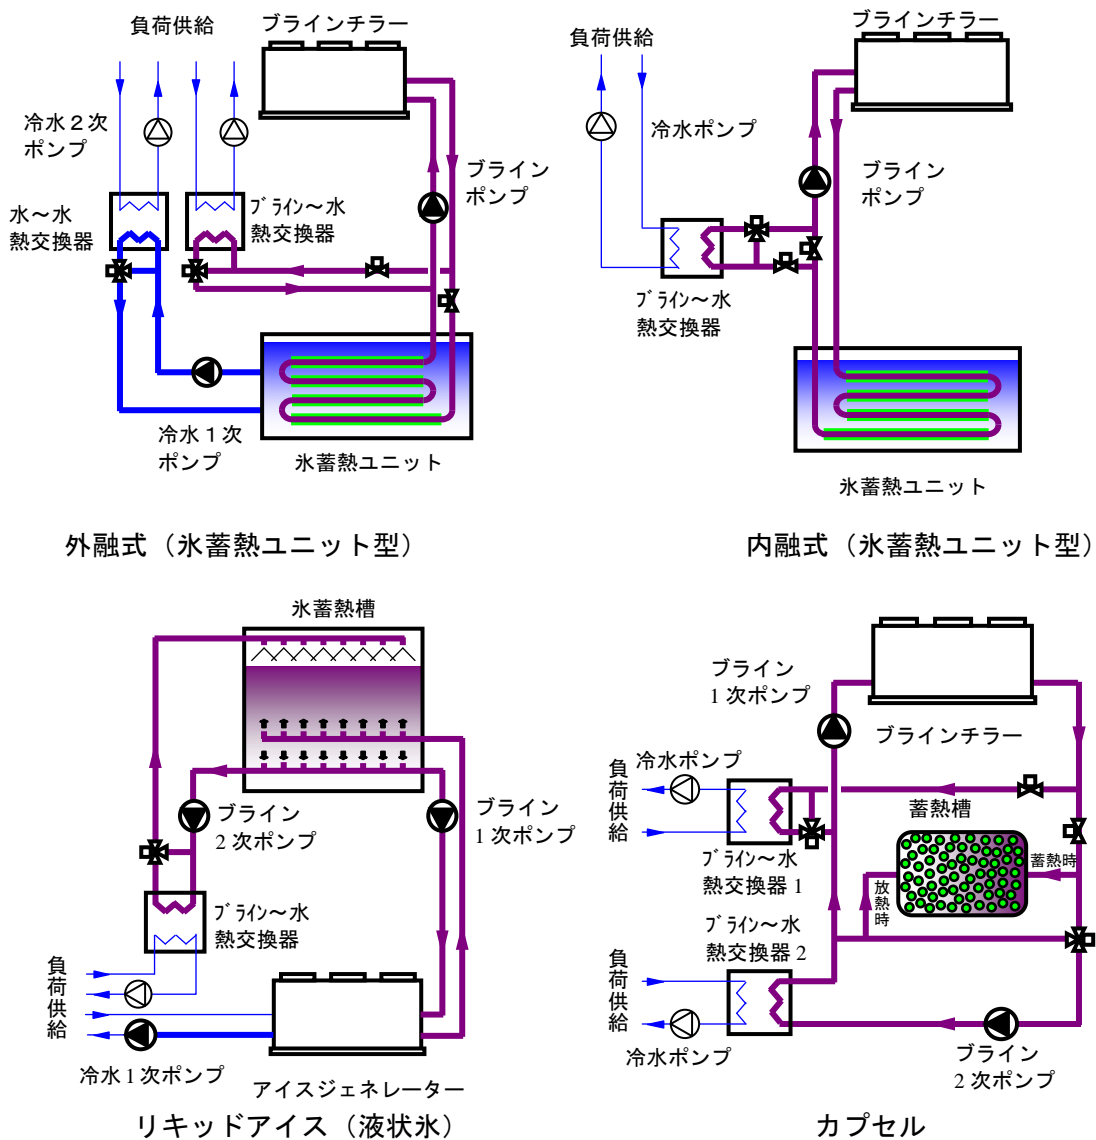 負荷供給
ブラインチラー
冷水２次
ポンプ
ブライン
ポンプ
水～水
熱交換器
ﾌﾞﾗｲﾝ～水
熱交換器
冷水１次
ポンプ
氷蓄熱ユニット
外融式（氷蓄熱ユニット型）
ブラインチラー
負荷供給
冷水ポンプ
ブライン
ポンプ
ﾌﾞﾗｲﾝ～水
熱交換器
氷蓄熱ユニット
内融式（氷蓄熱ユニット型）
氷蓄熱槽
ブライン
２次ポンプ
ブライン
１次ポンプ
ﾌﾞﾗｲﾝ～水
熱交換器
負荷供給
冷水１次ポンプ
アイスジェネレーター
リキッドアイス（液状氷）
ブライン
１次ポンプ
ブラインチラー
冷水ポンプ
負荷供給
蓄熱槽
ﾌﾞﾗｲﾝ～水
熱交換器１
蓄熱時
放熱時
ﾌﾞﾗｲﾝ～水
熱交換器２
負荷供給
冷水ポンプ
ブライン
２次ポンプ
カプセル